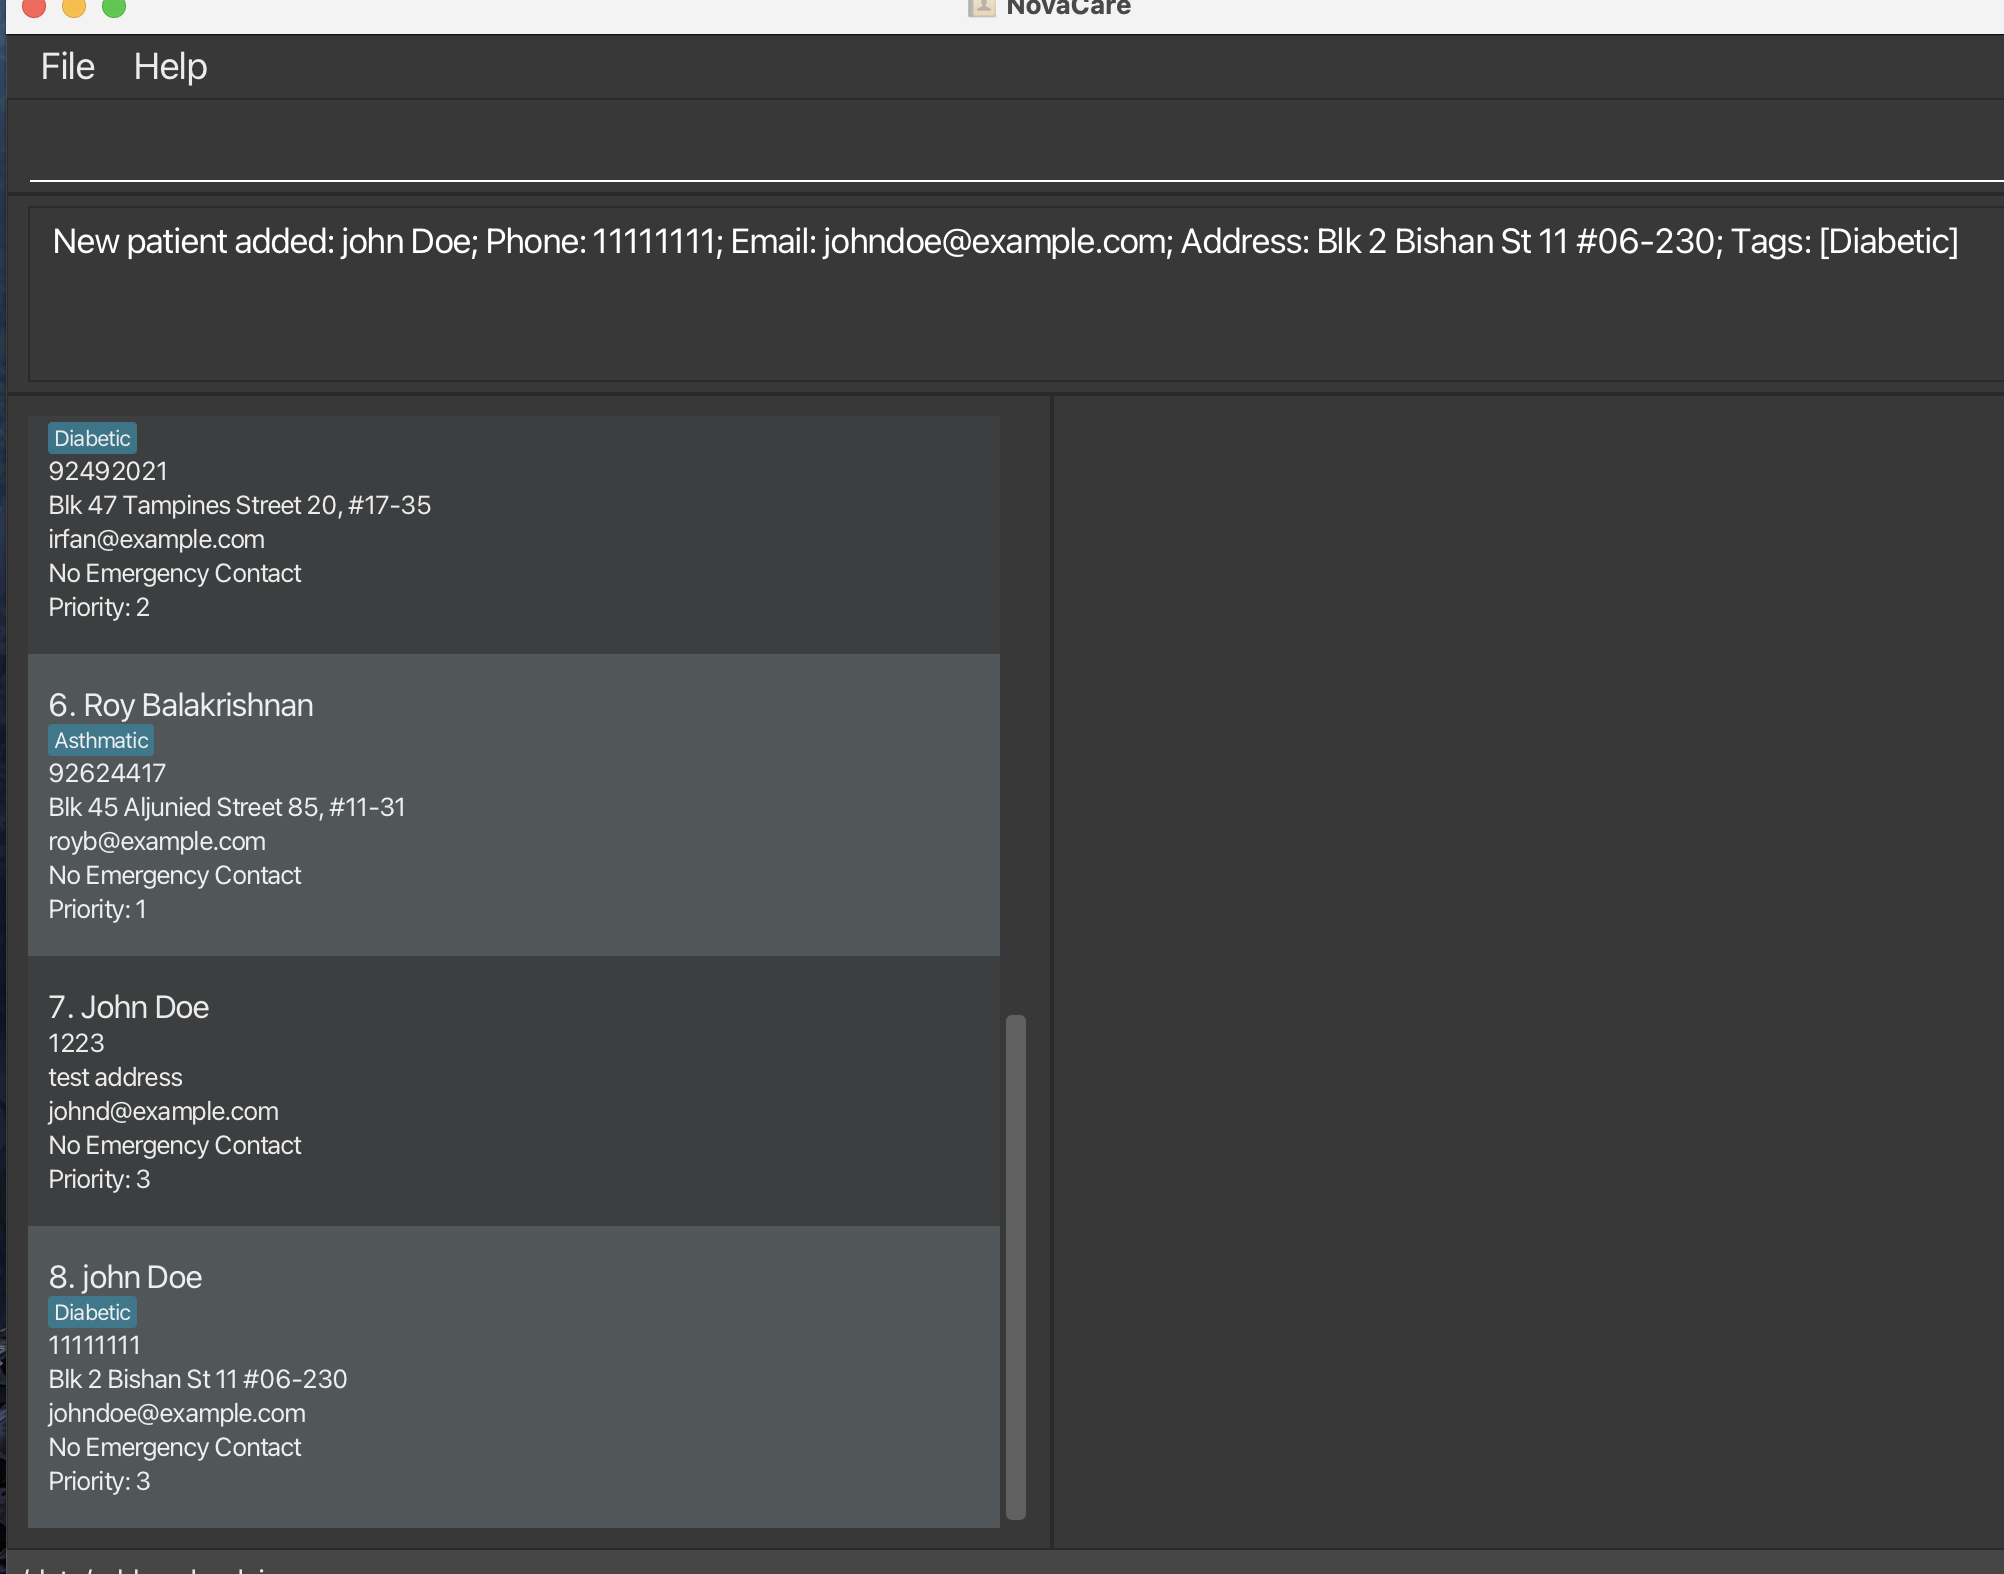 NovaCare
File Help
New patient added: john Doe; Phone: 11111111; Email: johndoe@example.com; Address: Blk 2 Bishan St 11 #06-230; Tags: [Diabetic]
Diabetic
92492021
Blk 47 Tampines Street 20, #17-35
irfan@example.com
No Emergency Contact
Priority: 2
6. Roy Balakrishnan
Asthmatic
92624417
Blk 45 Aljunied Street 85, #11-31
royb@example.com
No Emergency Contact
Priority: 1
7. John Doe
1223
test address
johnd@example.com
No Emergency Contact
Priority: 3
8. john Doe
Diabetic
11111111
Blk 2 Bishan St 11 #06-230
johndoe@example.com
No Emergency Contact
Priority: 3